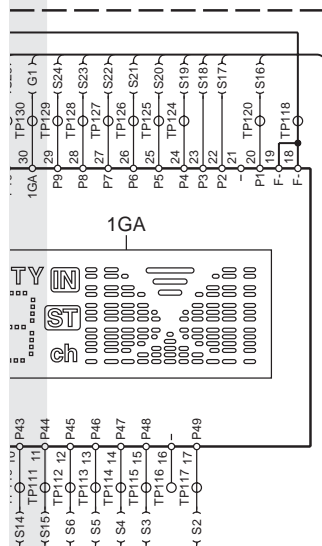 G1 S24 S23 S22 S21 S20 S19 S18 S17 S16
TP130 TP129 TP128 TP127 TP126 TP125 TP124 TP120 TP118
30 29 28 27 26 25 24 23 22 21 20 19 18
1GA P9 P8 P7 P6 P5 P4 P3 P2 – P1 F- F-
1GA
TY IN
ST
ch
P43 P44 P45 P46 P47 P48 – P49
11 12 13 14 15 16 17
TP111 TP112 TP113 TP114 TP115 TP116 TP117
S14 S15 S6 S5 S4 S3 S2